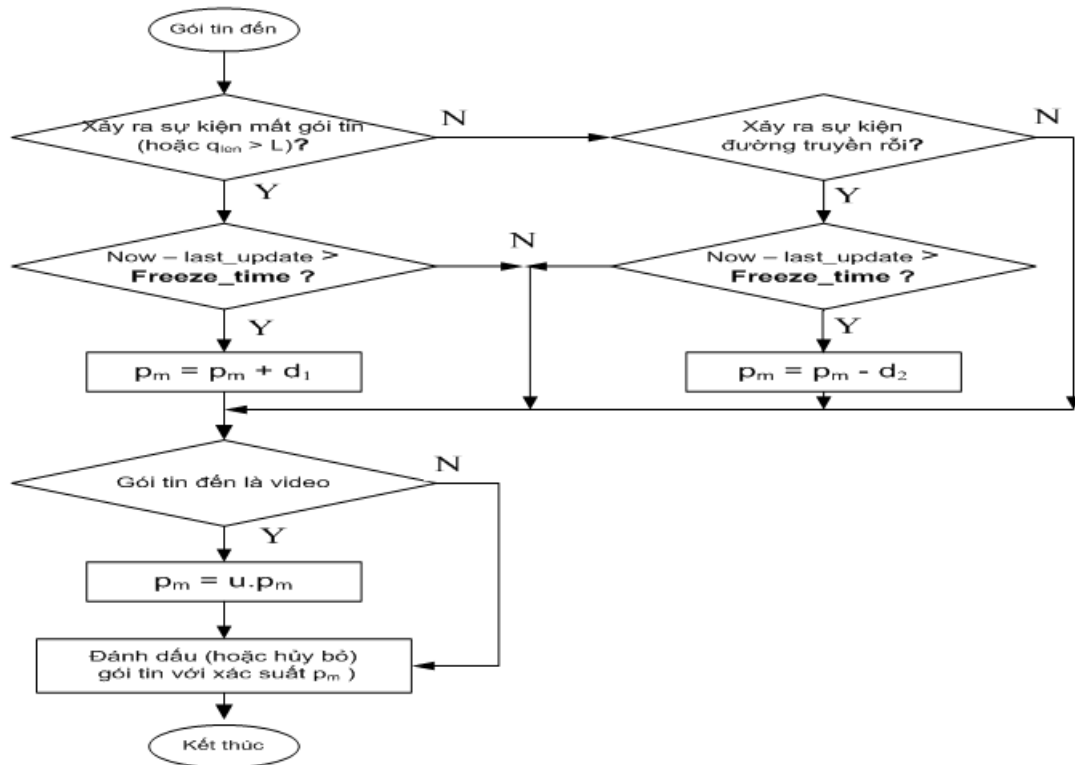 Gói tin đến
Xảy ra sự kiện mất gói tin
(hoặc qlen > L)?
N
Xảy ra sự kiện
đường truyền rỗi?
N
Y
Y
Now – last_update >
Freeze_time ?
N
Now – last_update >
Freeze_time ?
Y
Y
pm = pm + d1
pm = pm - d2
Gói tin đến là video
N
Y
pm = u.pm
Đánh dấu (hoặc hủy bỏ)
gói tin với xác suất pm )
Kết thúc